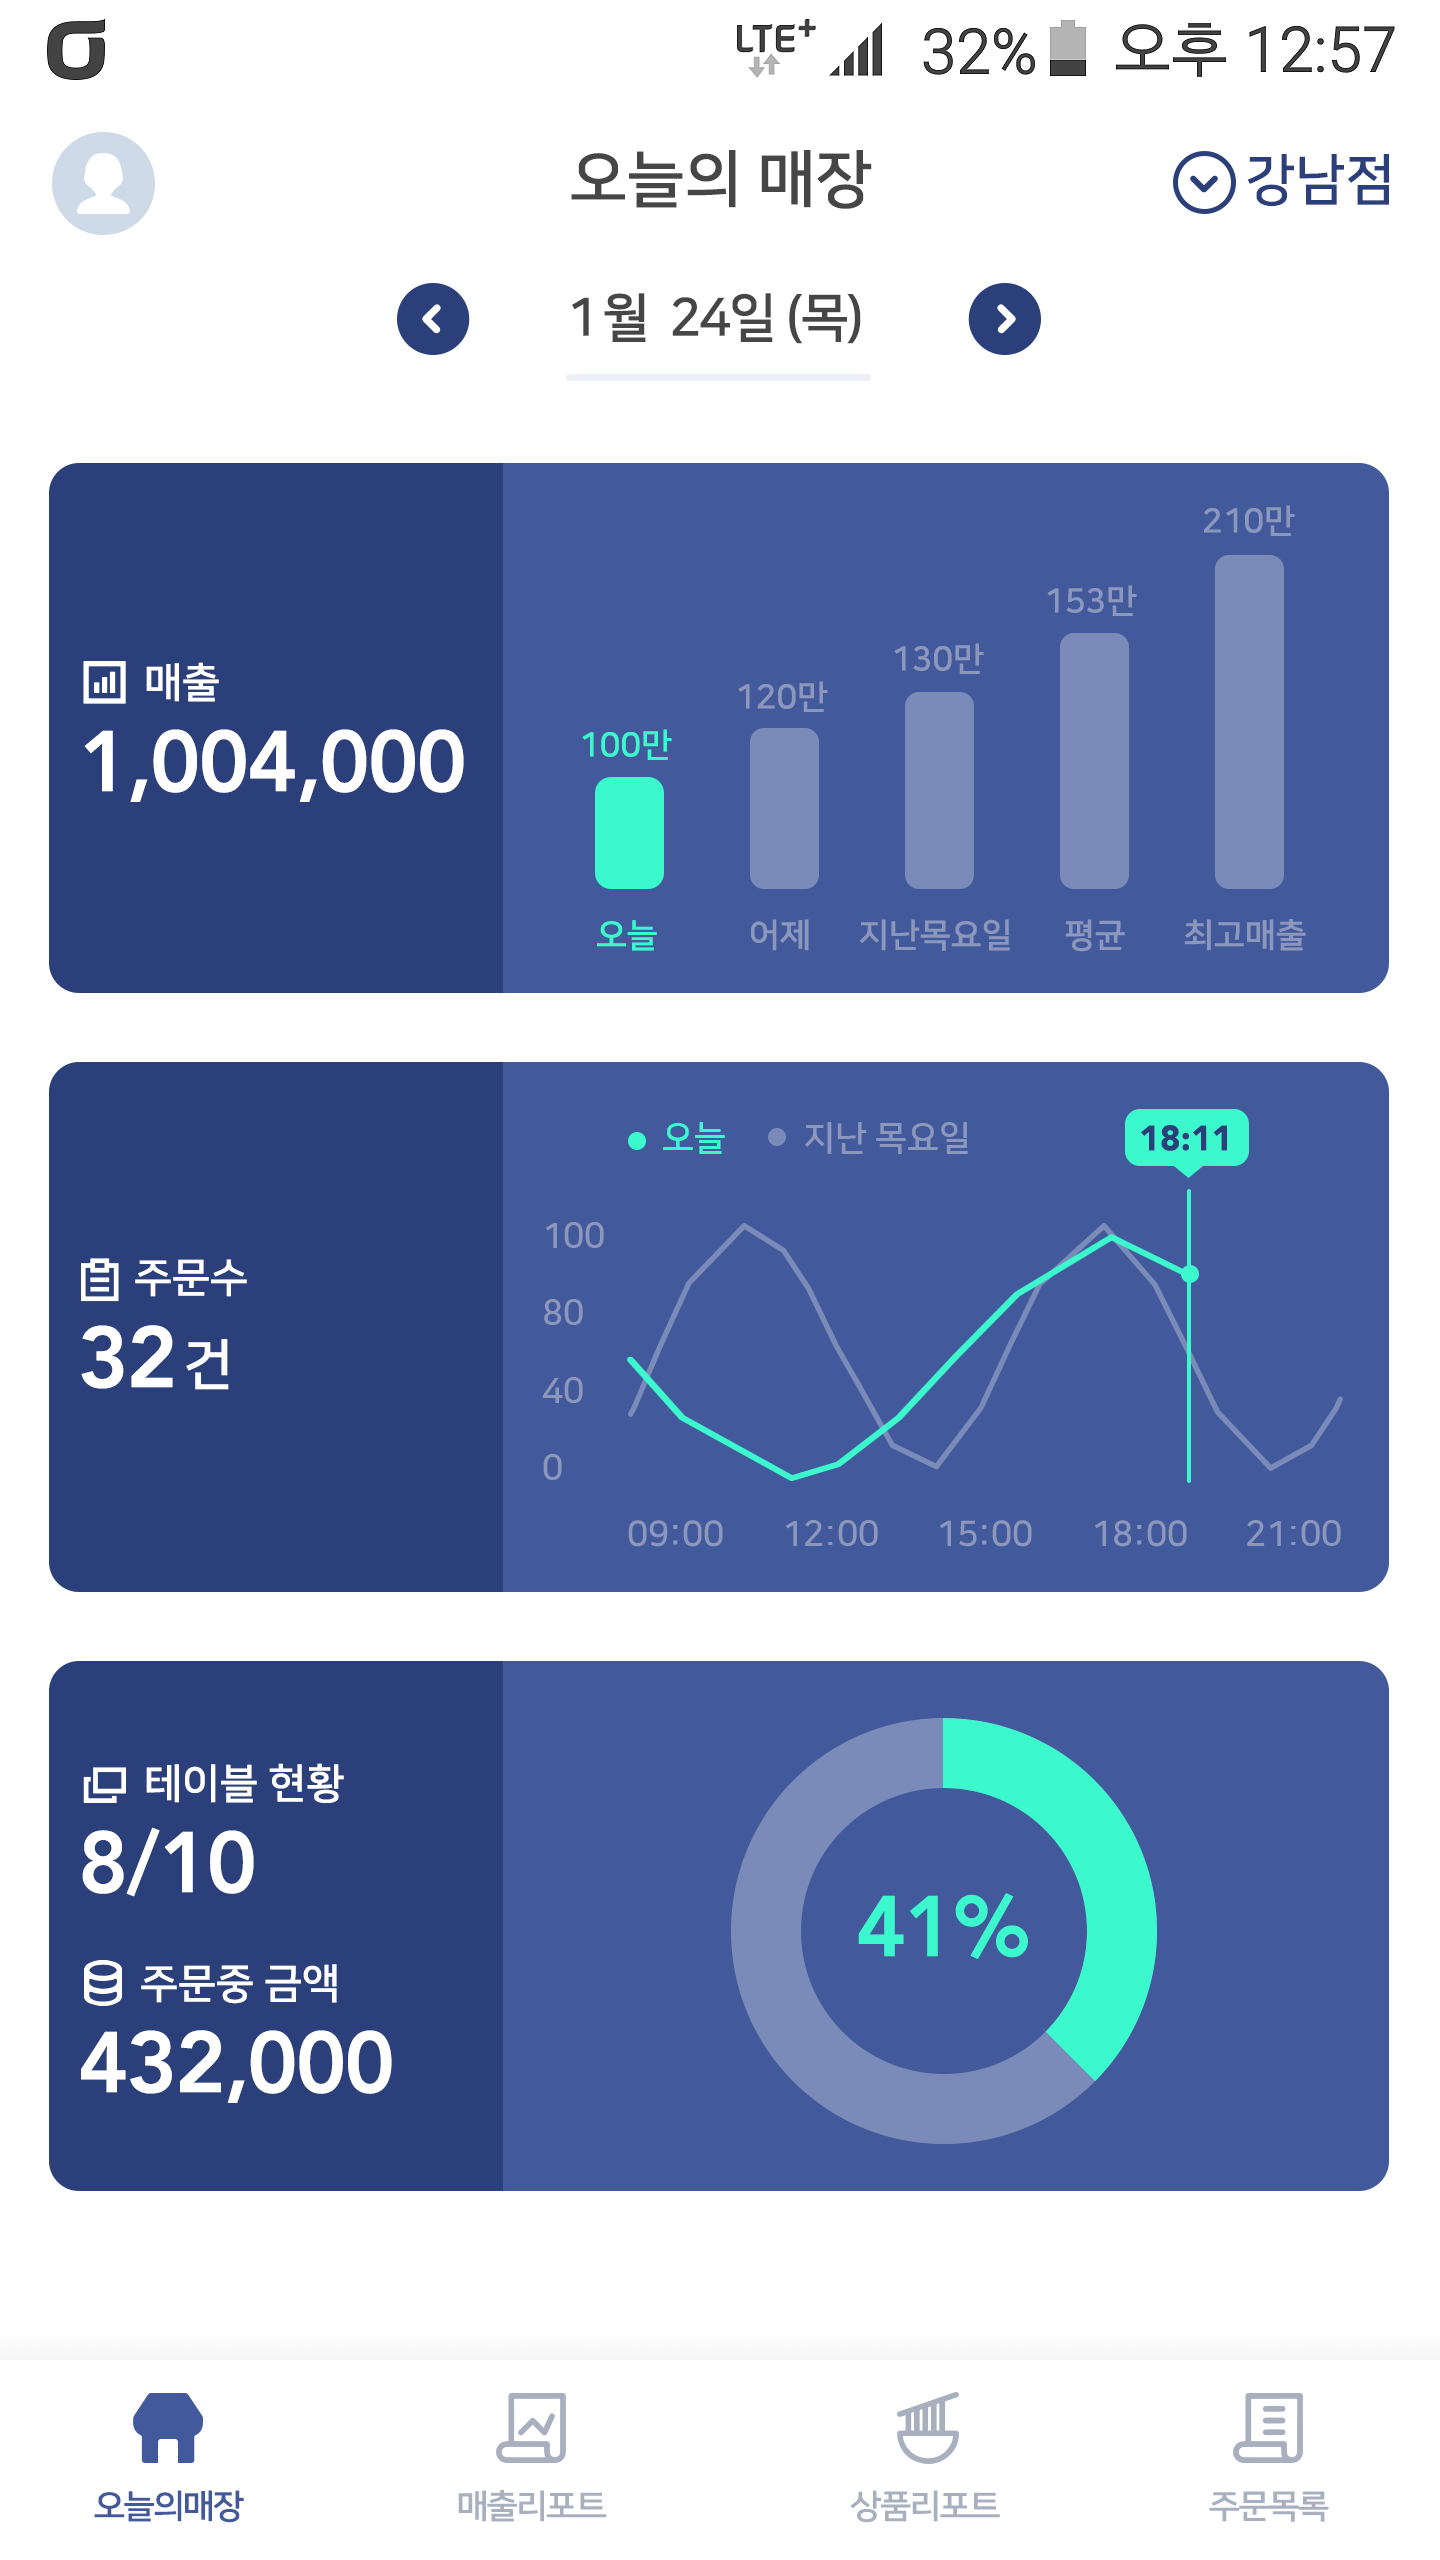 LTE+ 32% 오후 12:57
오늘의 매장
강남점
1월 24일 (목)
매출
1,004,000
100만
120만
130만
153만
210만
오늘
어제
지난목요일
평균
최고매출
주문수
32건
오늘
지난 목요일
18:11
100
80
40
0
09:00
12:00
15:00
18:00
21:00
테이블 현황
8/10
주문중 금액
432,000
41%
오늘의매장
매출리포트
상품리포트
주문목록